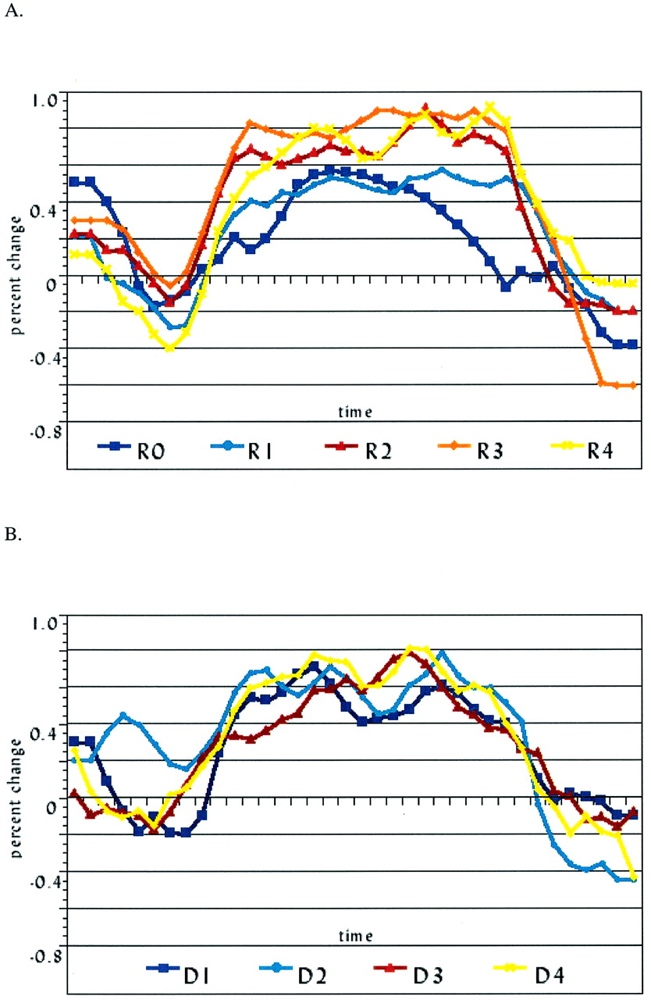 A.
1.0
0.4
0
-0.4
-0.8
percent change
time
R0 R1 R2 R3 R4
B.
1.0
0.4
0
-0.4
-0.8
percent change
time
D1 D2 D3 D4